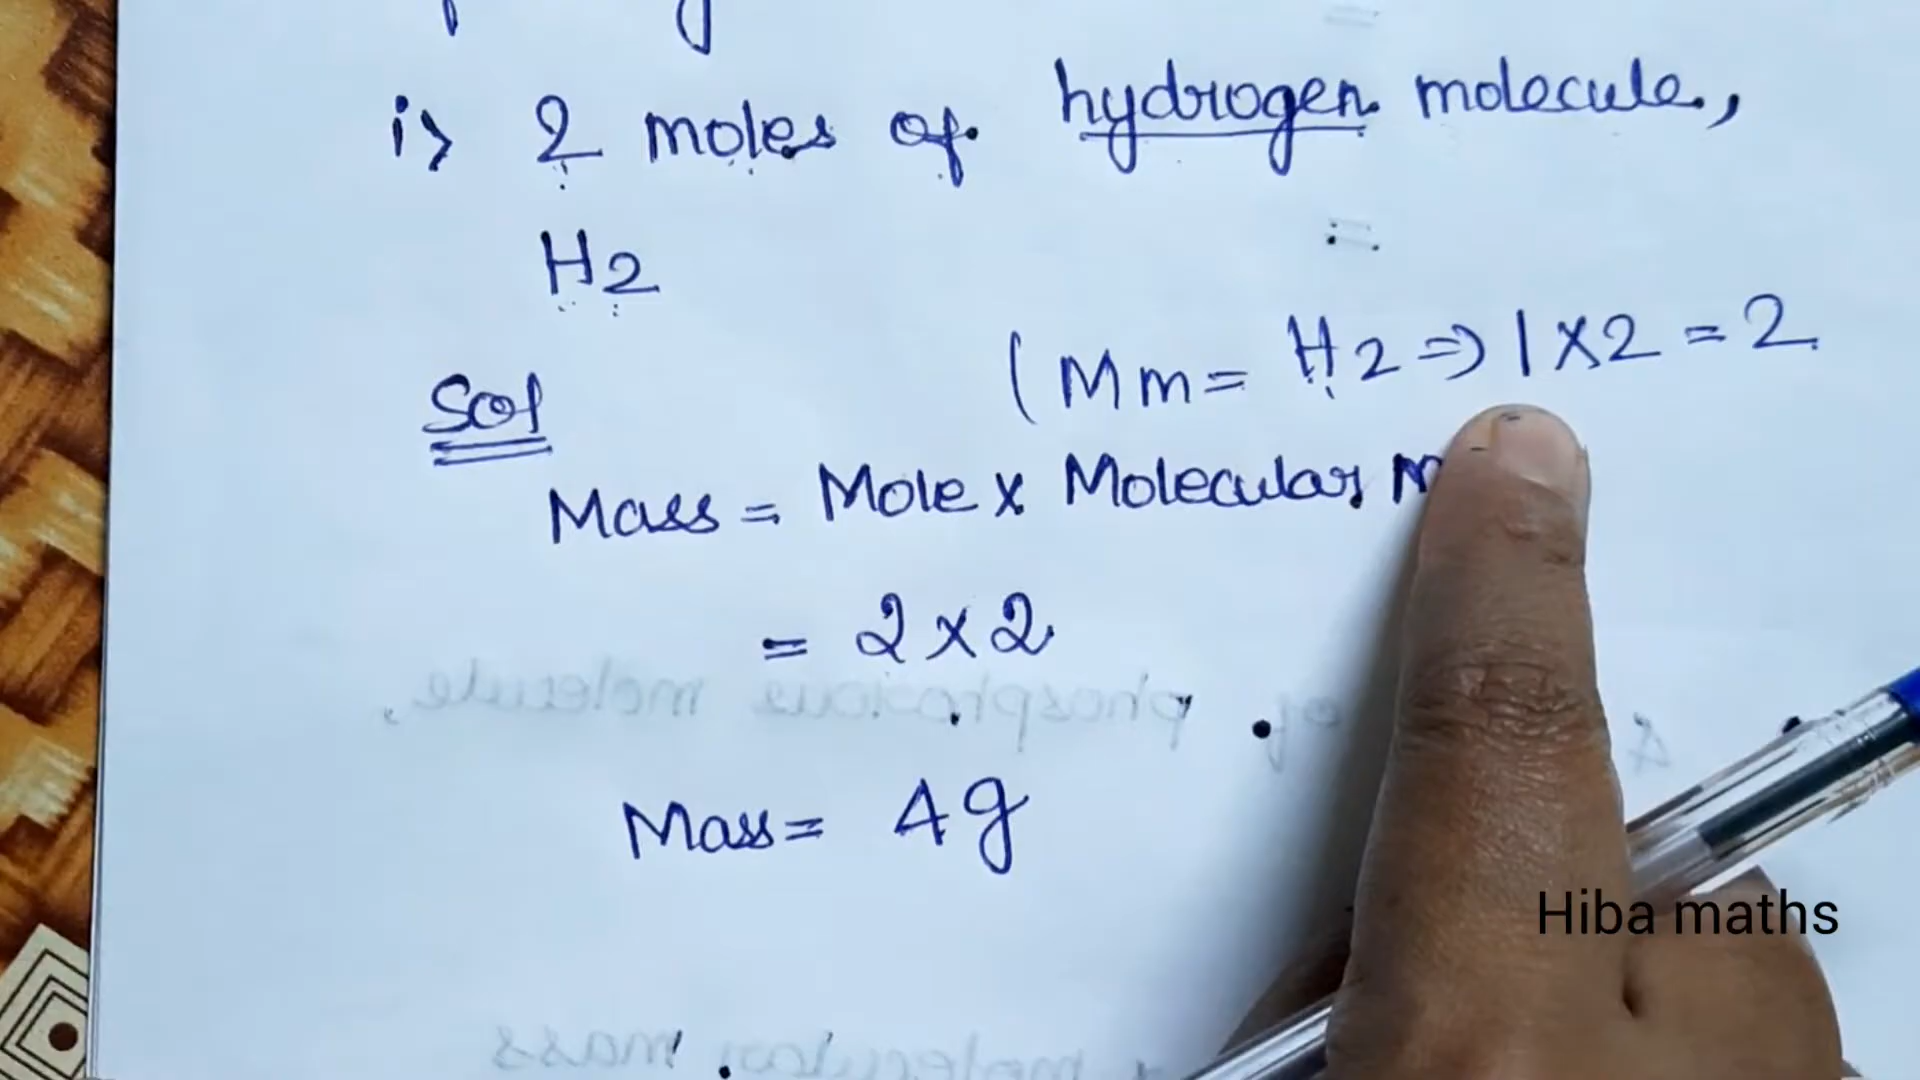 i> 2 moles of hydrogen molecule,
H2
(Mm = H2 => 1 × 2 = 2
Sol
Mass = Mole × Molecular
= 2 × 2
Mass = 4g
Hiba maths